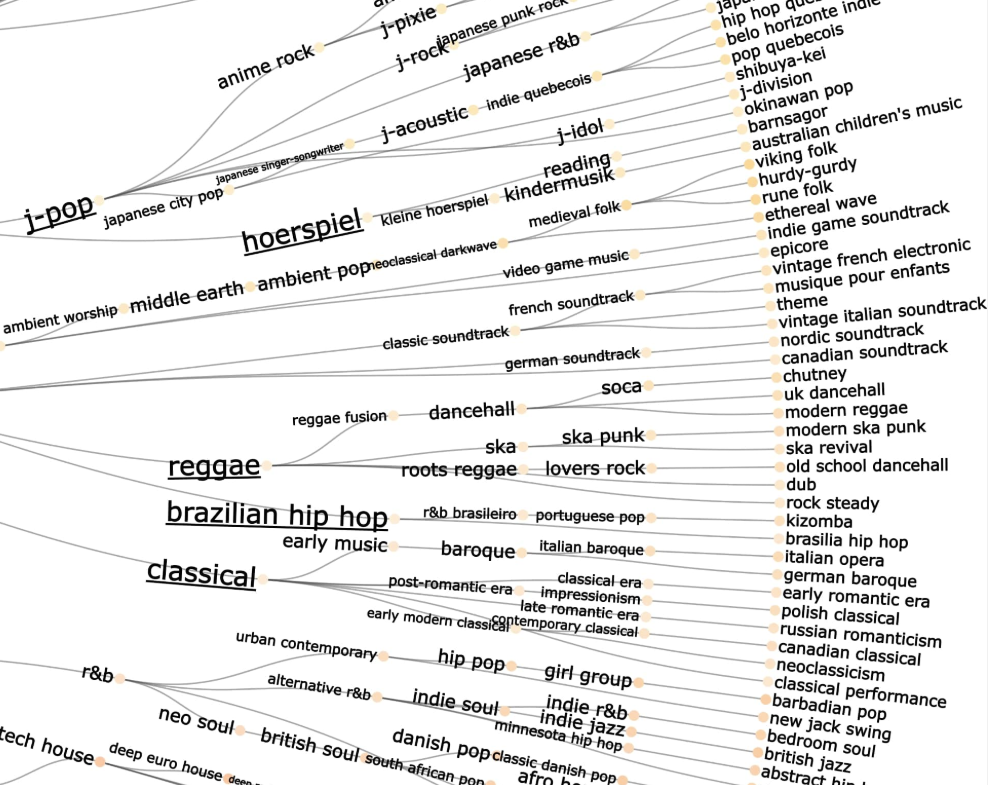 j-pixie
japanese punk rock
anime rock
j-rock
japanese r&b
hip hop
belo horizonte indie
pop quebecois
indie quebecois
shibuya-kei
j-division
okinawan pop
j-acoustic
j-idol
barnsagor
japanese singer-songwriter
australian children's music
reading
viking folk
kindermusik
hurdy-gurdy
j-pop
japanese city pop
kleine hoerspiel
rune folk
hoerspiel
medieval folk
ethereal wave
neoclassical darkwave
indie game soundtrack
video game music
epicore
ambient pop
middle earth
ambient worship
vintage french electronic
french soundtrack
musique pour enfants
theme
classic soundtrack
vintage italian soundtrack
german soundtrack
nordic soundtrack
canadian soundtrack
soca
chutney
reggae fusion
dancehall
uk dancehall
modern reggae
ska
ska punk
modern ska punk
ska revival
reggae
roots reggae
lovers rock
old school dancehall
dub
rock steady
brazilian hip hop
r&b brasileiro
portuguese pop
kizomba
brasilia hip hop
early music
baroque
italian baroque
italian opera
german baroque
classical
post-romantic era
classical era
early romantic era
impressionism
polish classical
late romantic era
russian romanticism
early modern classical
contemporary classical
canadian classical
neoclassicism
urban contemporary
hip pop
girl group
classical performance
barbadian pop
r&b
alternative r&b
indie soul
indie r&b
new jack swing
indie jazz
bedroom soul
minnesota hip hop
british jazz
neo soul
british soul
danish pop
classic danish pop
abstract
tech house
deep euro house
south african pop
afro